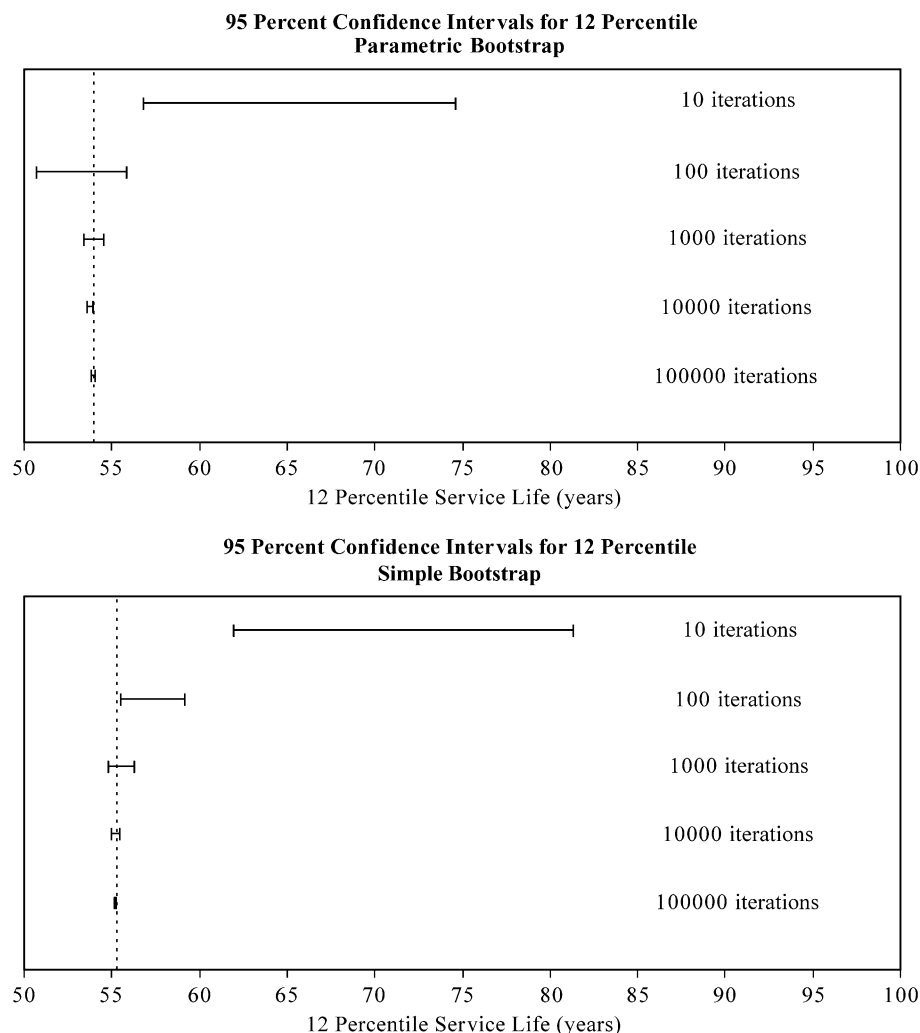 95 Percent Confidence Intervals for 12 Percentile
Parametric Bootstrap
10 iterations
100 iterations
1000 iterations
10000 iterations
100000 iterations
50 55 60 65 70 75 80 85 90 95 100
12 Percentile Service Life (years)
95 Percent Confidence Intervals for 12 Percentile
Simple Bootstrap
10 iterations
100 iterations
1000 iterations
10000 iterations
100000 iterations
50 55 60 65 70 75 80 85 90 95 100
12 Percentile Service Life (years)